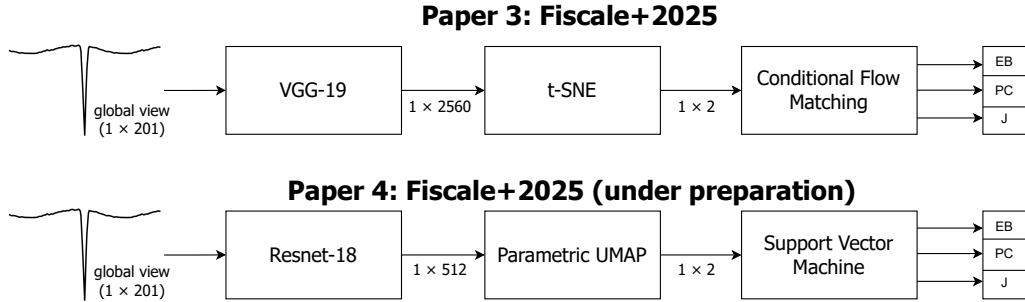 Paper 3: Fiscale+2025
global view
(1 × 201)
VGG-19
1 × 2560
t-SNE
1 × 2
Conditional Flow
Matching
EB
PC
J
Paper 4: Fiscale+2025 (under preparation)
global view
(1 × 201)
Resnet-18
1 × 512
Parametric UMAP
1 × 2
Support Vector
Machine
EB
PC
J